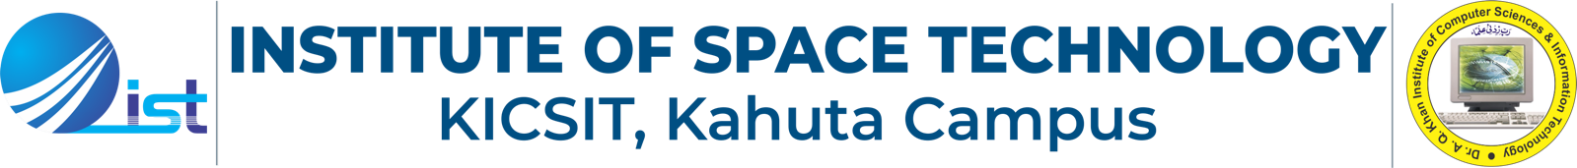 ist
INSTITUTE OF SPACE TECHNOLOGY
KICSIT, Kahuta Campus
Dr. A. Q. Khan Institute of Computer Sciences & Information Technology
رَبِّ زِدْنِي عِلْمًا